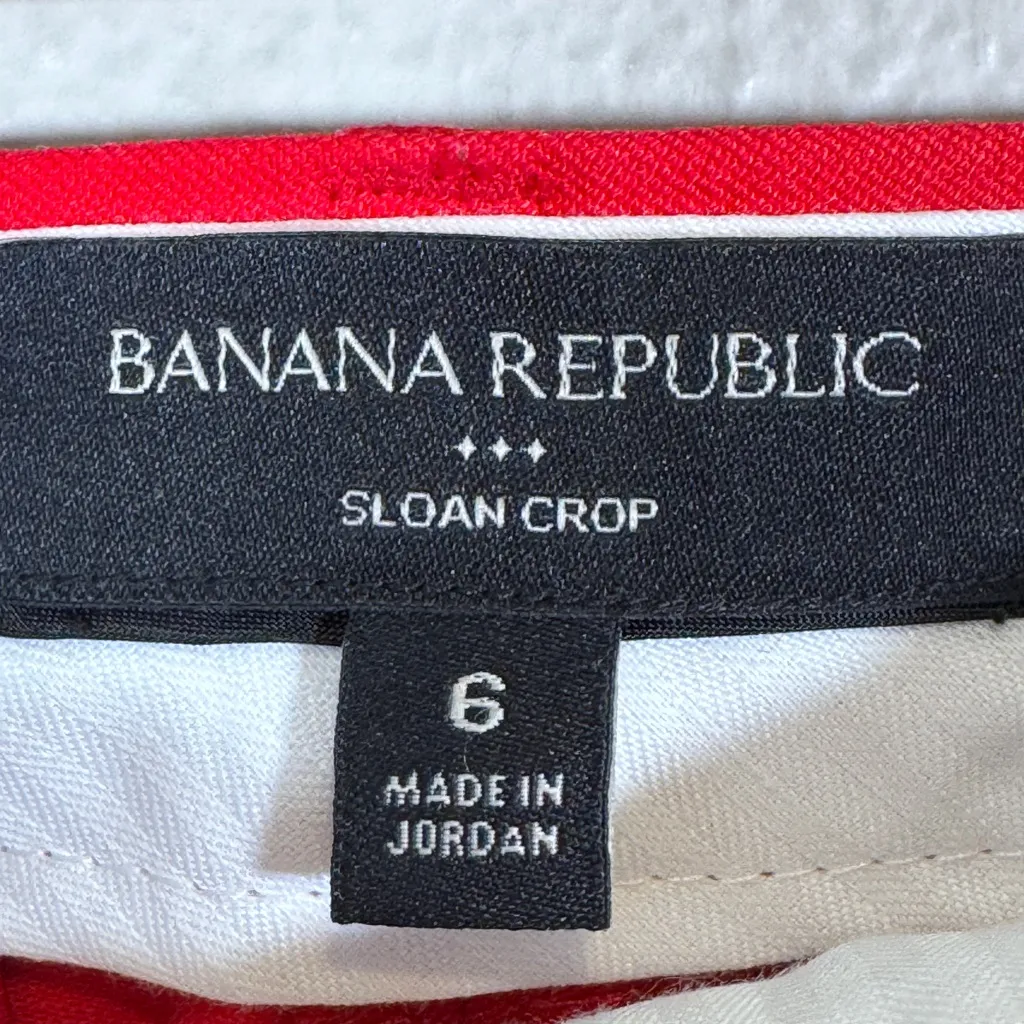 BANANA REPUBLIC
SLOAN CROP
6
MADE IN
JORDAN